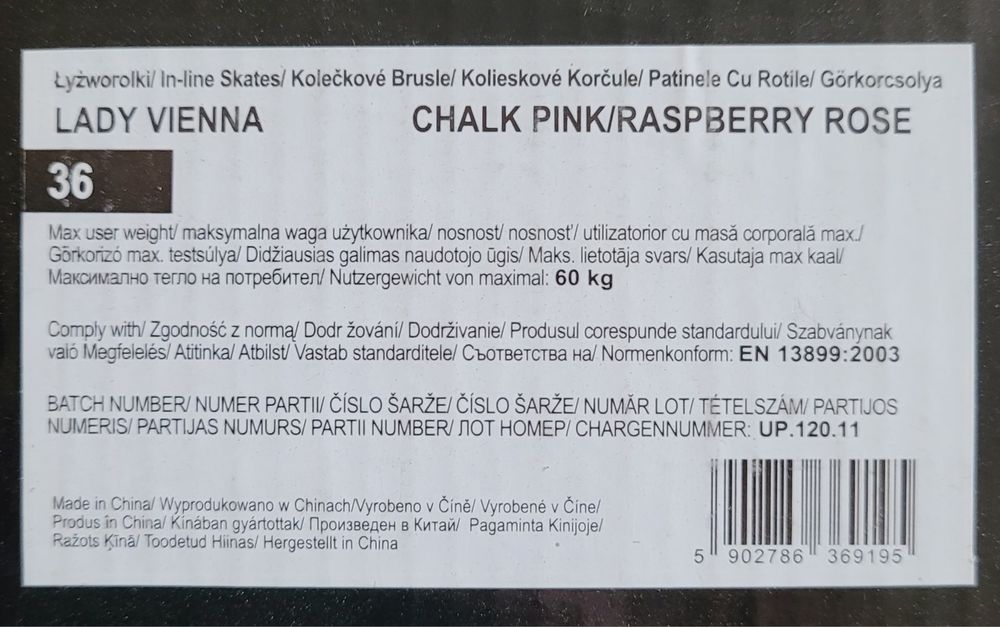 Łyżworolki/ In-line Skates/ Kolečkové Brusle/ Kolieskové Korčule/ Patinele Cu Rotile/ Görkorcsolya
LADY VIENNA CHALK PINK/RASPBERRY ROSE
36
Max user weight/ maksymalna waga użytkownika/ nosnost/ nosnosť/ utilizatorior cu masă corporală max./
Görkorizó max. testsúlya/ Didžiausias galimas naudotojo ūgis/ Maks. lietotāja svars/ Kasutaja max kaal/
Максимално тегло на потребител/ Nutzergewicht von maximal: 60 kg
Comply with/ Zgodność z normą/ Dodr žování/ Dodrživanie/ Produsul corespunde standardului/ Szabványnak
való Megfelelés/ Atitinka/ Atbilst/ Vastab standarditele/ Съответства на/ Normenkonform: EN 13899:2003
BATCH NUMBER/ NUMER PARTII/ ČÍSLO ŠARŽE/ ČÍSLO ŠARŽE/ NUMĂR LOT/ TÉTELSZÁM/ PARTIJOS
NUMERIS/ PARTIJAS NUMURS/ PARTII NUMBER/ ЛОТ НОМЕР/ CHARGENNUMMER: UP.120.11
Made in China/ Wyprodukowano w Chinach/Vyrobeno v Číně/ Vyrobené v Číne/
Produs în China/ Kínában gyártottak/ Произведен в Китай/ Pagaminta Kinijoje/
Ražots Ķīnā/ Toodetud Hiinas/ Hergestellt in China
5 902786 369195